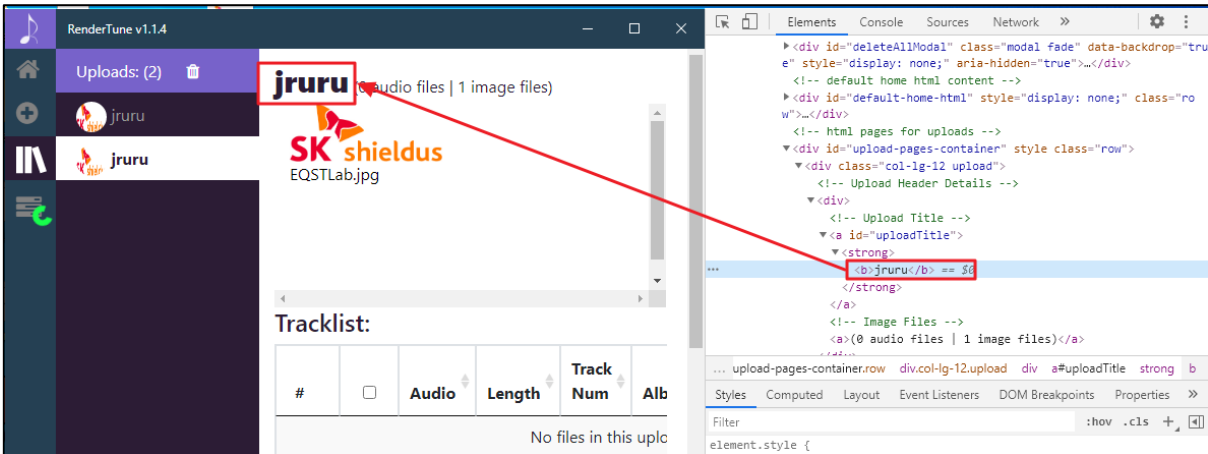 RenderTune v1.1.4
Uploads: (2)
jruru
jruru
jruru (0 audio files | 1 image files)
SK shieldus
EQSTLab.jpg
Tracklist:
# Audio Length Track Num Alb
No files in this uplo
Elements Console Sources Network »
<div id="deleteAllModal" class="modal fade" data-backdrop="tru
e" style="display: none;" aria-hidden="true">…</div>
<!-- default home html content -->
<div id="default-home-html" style="display: none;" class="ro
w">…</div>
<!-- html pages for uploads -->
<div id="upload-pages-container" style class="row">
<div class="col-lg-12 upload">
<!-- Upload Header Details -->
<div>
<!-- Upload Title -->
<a id="uploadTitle">
<strong>
… <b>jruru</b> == $0
</strong>
</a>
<!-- Image Files -->
<a>(0 audio files | 1 image files)</a>
</div>
… upload-pages-container.row div.col-lg-12.upload div a#uploadTitle strong b
Styles Computed Layout Event Listeners DOM Breakpoints Properties »
Filter :hov .cls +
element.style {